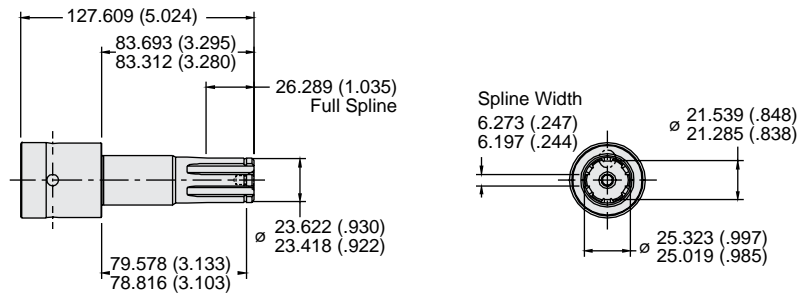 127.609 (5.024)
83.693 (3.295)
83.312 (3.280)
26.289 (1.035)
Full Spline
ø 23.622 (.930)
23.418 (.922)
79.578 (3.133)
78.816 (3.103)
Spline Width
6.273 (.247)
6.197 (.244)
ø 21.539 (.848)
21.285 (.838)
ø 25.323 (.997)
25.019 (.985)